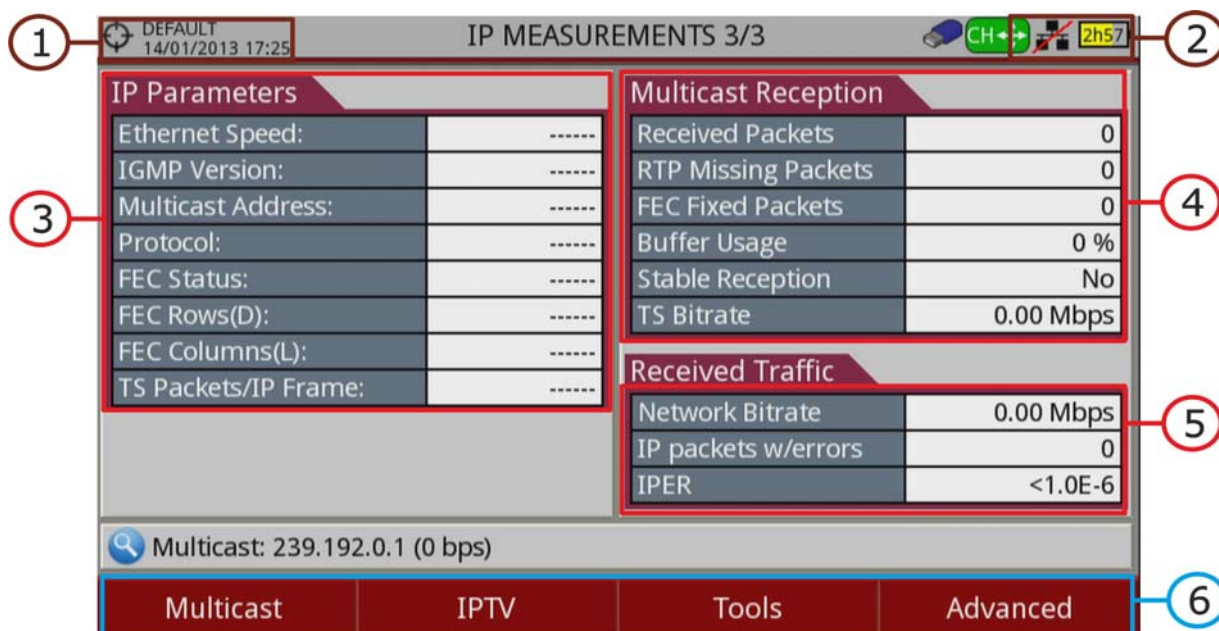 1
DEFAULT
14/01/2013 17:25
IP MEASUREMENTS 3/3
CH
2h57
2
3
IP Parameters
Ethernet Speed: ------
IGMP Version: ------
Multicast Address: ------
Protocol: ------
FEC Status: ------
FEC Rows(D): ------
FEC Columns(L): ------
TS Packets/IP Frame: ------
Multicast Reception
Received Packets 0
RTP Missing Packets 0
FEC Fixed Packets 0
Buffer Usage 0 %
Stable Reception No
TS Bitrate 0.00 Mbps
4
Received Traffic
Network Bitrate 0.00 Mbps
IP packets w/errors 0
IPER <1.0E-6
5
Multicast: 239.192.0.1 (0 bps)
Multicast IPTV Tools Advanced
6